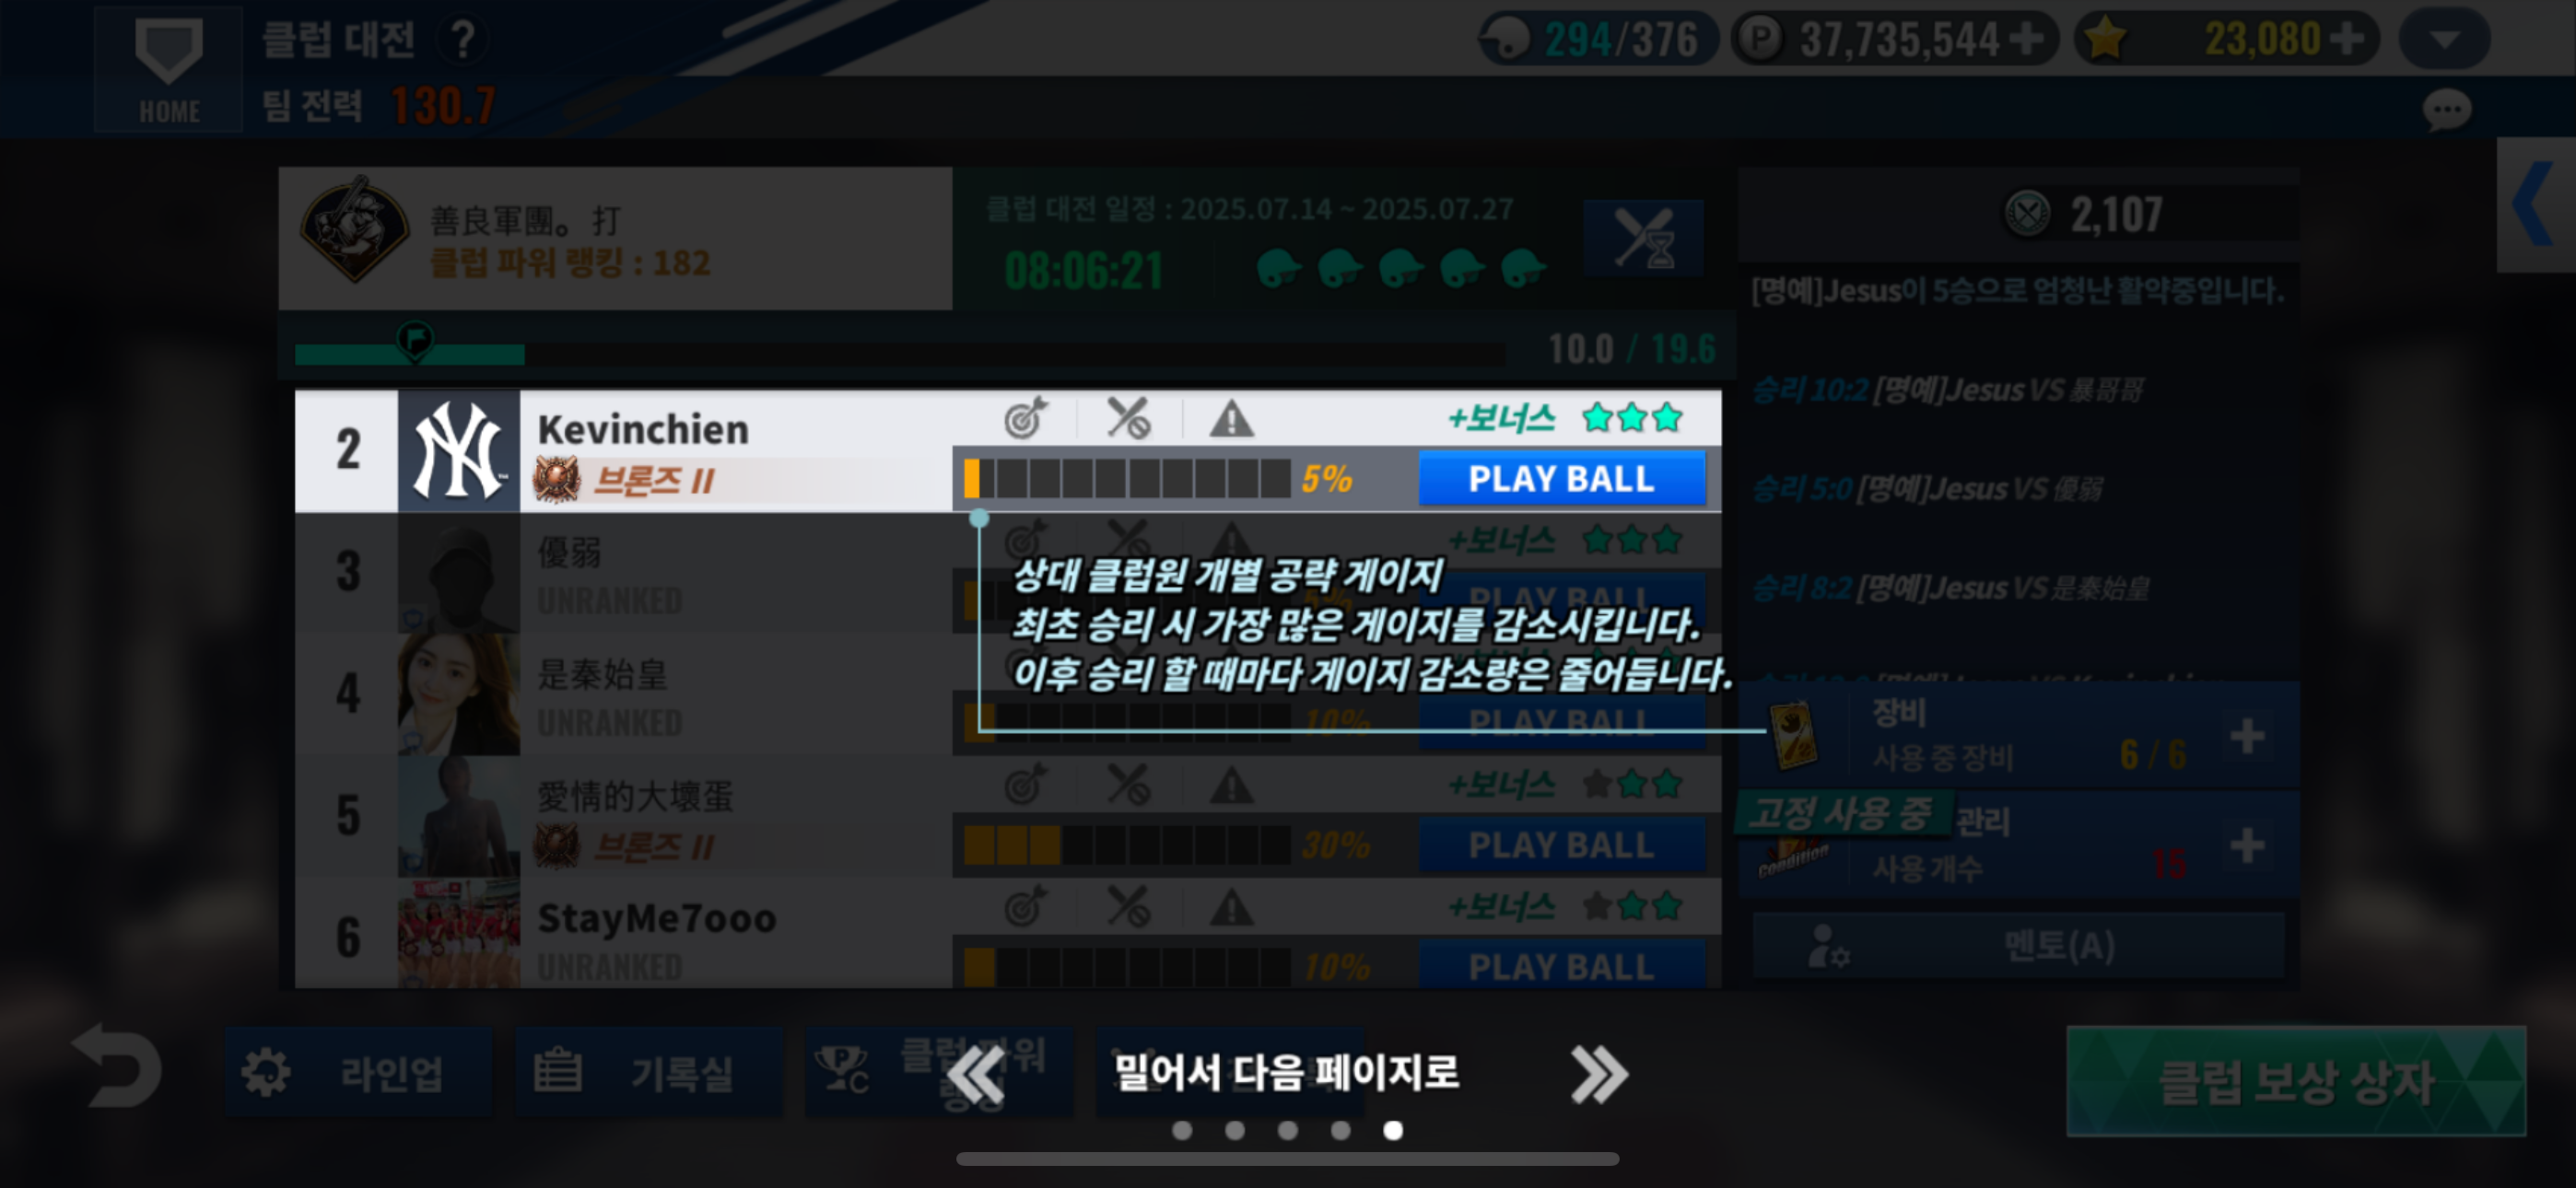 HOME
클럽 대전 ?
팀 전력 130.7
294/376
P 37,735,544
23,080
善良軍團。打
클럽 파워 랭킹 : 182
클럽 대전 일정 : 2025.07.14 ~ 2025.07.27
08:06:21
10.0 / 19.6
2,107
[명예]Jesus이 5승으로 엄청난 활약중입니다.
승리 10:2 [명예]Jesus VS 暴哥哥
승리 5:0 [명예]Jesus VS 優弱
승리 8:2 [명예]Jesus VS 是秦始皇
2
NY
Kevinchien
브론즈 II
+보너스
5%
PLAY BALL
3
優弱
UNRANKED
+보너스
PLAY BALL
상대 클럽원 개별 공략 게이지
최초 승리 시 가장 많은 게이지를 감소시킵니다.
이후 승리 할 때마다 게이지 감소량은 줄어듭니다.
4
是秦始皇
UNRANKED
10%
PLAY BALL
5
愛情的大壞蛋
브론즈 II
+보너스
30%
PLAY BALL
6
StayMe7ooo
UNRANKED
+보너스
10%
PLAY BALL
장비
사용 중 장비 6 / 6
고정 사용 중
관리
Condition
사용 개수 15
멘토(A)
라인업
기록실
클럽 파워
랭킹
밀어서 다음 페이지로
클럽 보상 상자